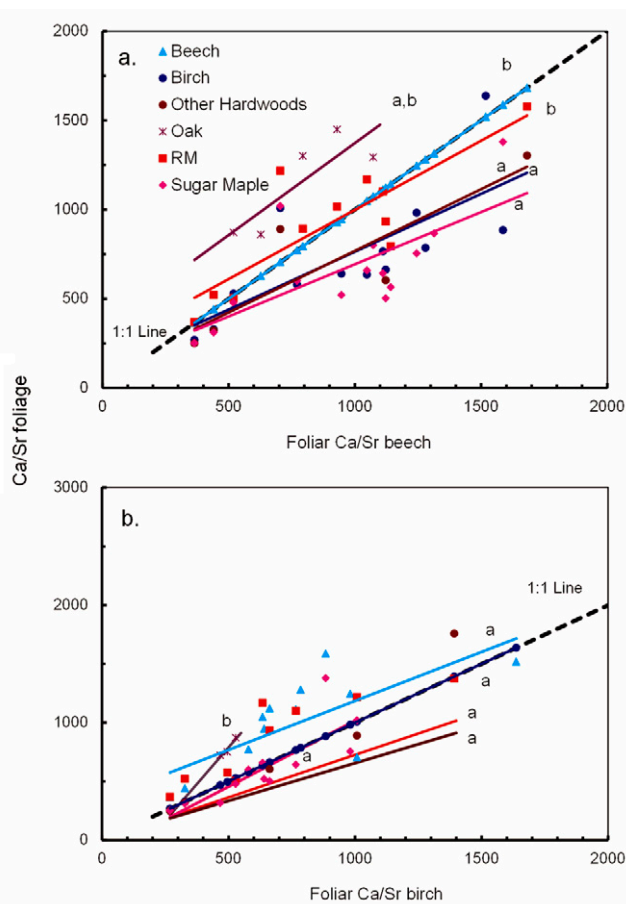 2000
a.
Beech
b
Birch
1500
Other Hardwoods
a,b
Oak
b
RM
Sugar Maple
1000
a
a
a
500
1:1 Line
0
0
500
1000
1500
2000
Foliar Ca/Sr beech
Ca/Sr foliage
3000
b.
2000
1:1 Line
a
b
a
1000
a
a
a
0
0
500
1000
1500
2000
Foliar Ca/Sr birch